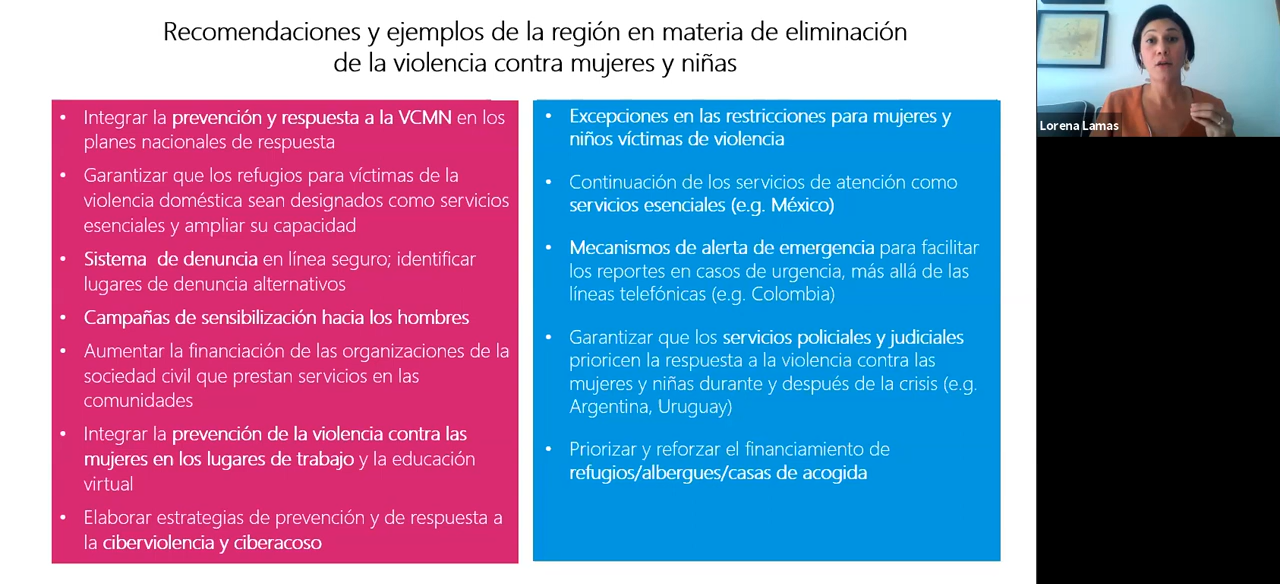 Recomendaciones y ejemplos de la región en materia de eliminación
de la violencia contra mujeres y niñas
• Integrar la prevención y respuesta a la VCMN en los
planes nacionales de respuesta
• Garantizar que los refugios para víctimas de la
violencia doméstica sean designados como servicios
esenciales y ampliar su capacidad
• Sistema de denuncia en línea seguro; identificar
lugares de denuncia alternativos
• Campañas de sensibilización hacia los hombres
• Aumentar la financiación de las organizaciones de la
sociedad civil que prestan servicios en las
comunidades
• Integrar la prevención de la violencia contra las
mujeres en los lugares de trabajo y la educación
virtual
• Elaborar estrategias de prevención y de respuesta a
la ciberviolencia y ciberacoso
• Excepciones en las restricciones para mujeres y
niños víctimas de violencia
• Continuación de los servicios de atención como
servicios esenciales (e.g. México)
• Mecanismos de alerta de emergencia para facilitar
los reportes en casos de urgencia, más allá de las
líneas telefónicas (e.g. Colombia)
• Garantizar que los servicios policiales y judiciales
prioricen la respuesta a la violencia contra las
mujeres y niñas durante y después de la crisis (e.g.
Argentina, Uruguay)
• Priorizar y reforzar el financiamiento de
refugios/albergues/casas de acogida
Lorena Lamas